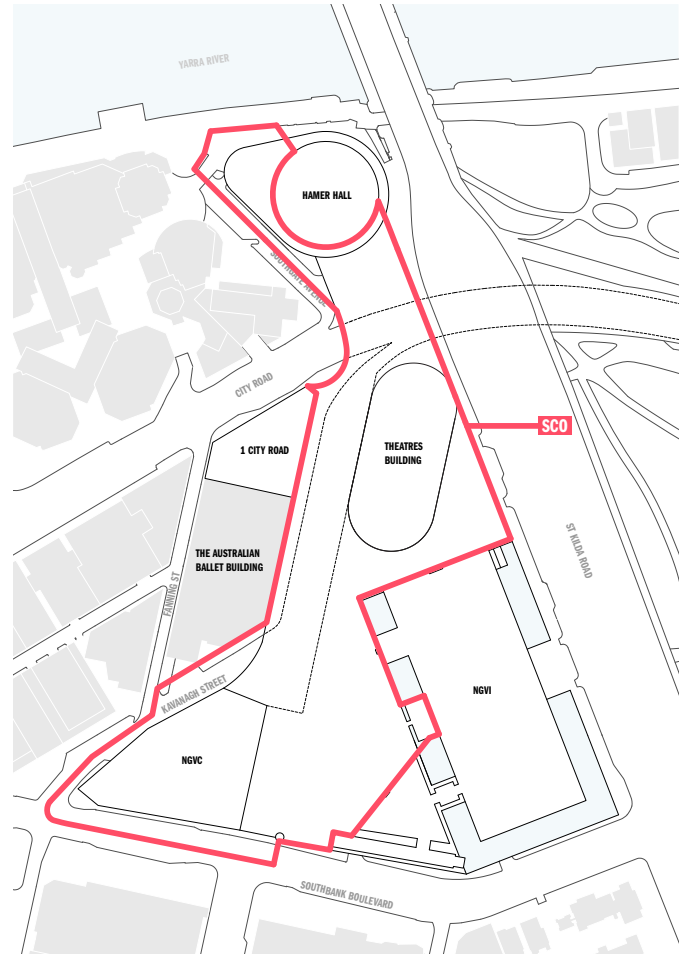 YARRA RIVER
HAMER HALL
SOUTHGATE AVENUE
CITY ROAD
1 CITY ROAD
THEATRES
BUILDING
SCO
ST KILDA ROAD
THE AUSTRALIAN
BALLET BUILDING
FANNING ST
KAVANAGH STREET
NGVI
NGVC
SOUTHBANK BOULEVARD